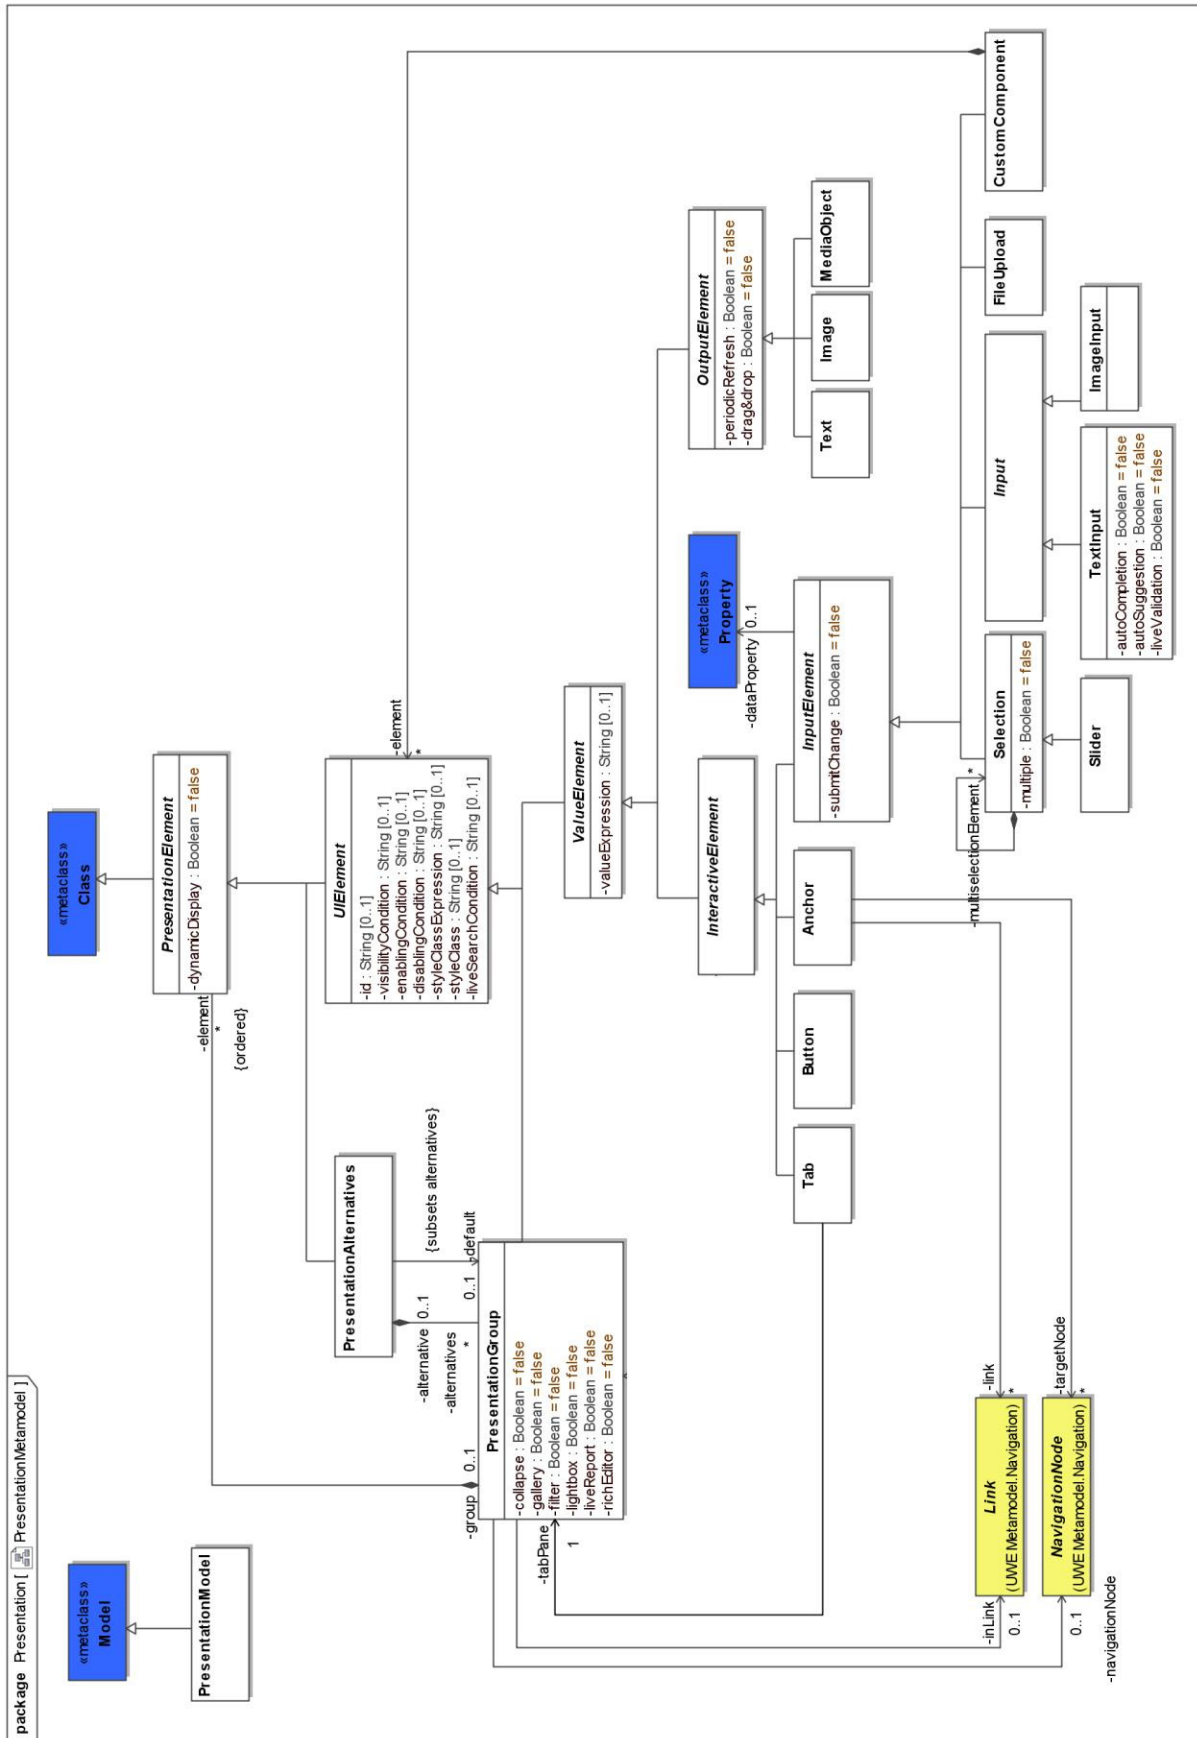 package Presentation [ PresentationMetamodel ]
«metaclass»
Model
PresentationModel
«metaclass»
Class
PresentationElement
-dynamicDisplay : Boolean = false
-element
*
{ordered}
PresentationAlternatives
-alternative
0..1
-alternatives
*
{subsets alternatives}
0..1
-default
-group
0..1
PresentationGroup
-collapse : Boolean = false
-gallery : Boolean = false
-filter : Boolean = false
-lightbox : Boolean = false
-liveReport : Boolean = false
-richEditor : Boolean = false
-tabPane
1
UIElement
-id : String [0..1]
-visibilityCondition : String [0..1]
-enablingCondition : String [0..1]
-disablingCondition : String [0..1]
-styleClassExpression : String [0..1]
-styleClass : String [0..1]
-liveSearchCondition : String [0..1]
-element
*
ValueElement
-valueExpression : String [0..1]
InteractiveElement
«metaclass»
Property
-dataProperty
0..1
OutputElement
-periodicRefresh : Boolean = false
-drag&drop : Boolean = false
Tab
Button
Anchor
InputElement
-submitChange : Boolean = false
Text
Image
MediaObject
-inLink
0..1
-link
*
Link
(UWE Metamodel.Navigation)
-targetNode
*
NavigationNode
(UWE Metamodel.Navigation)
0..1
-navigationNode
-multiselectionElement
*
Selection
-multiple : Boolean = false
Input
FileUpload
CustomComponent
Slider
TextInput
-autoCompletion : Boolean = false
-autoSuggestion : Boolean = false
-liveValidation : Boolean = false
ImageInput